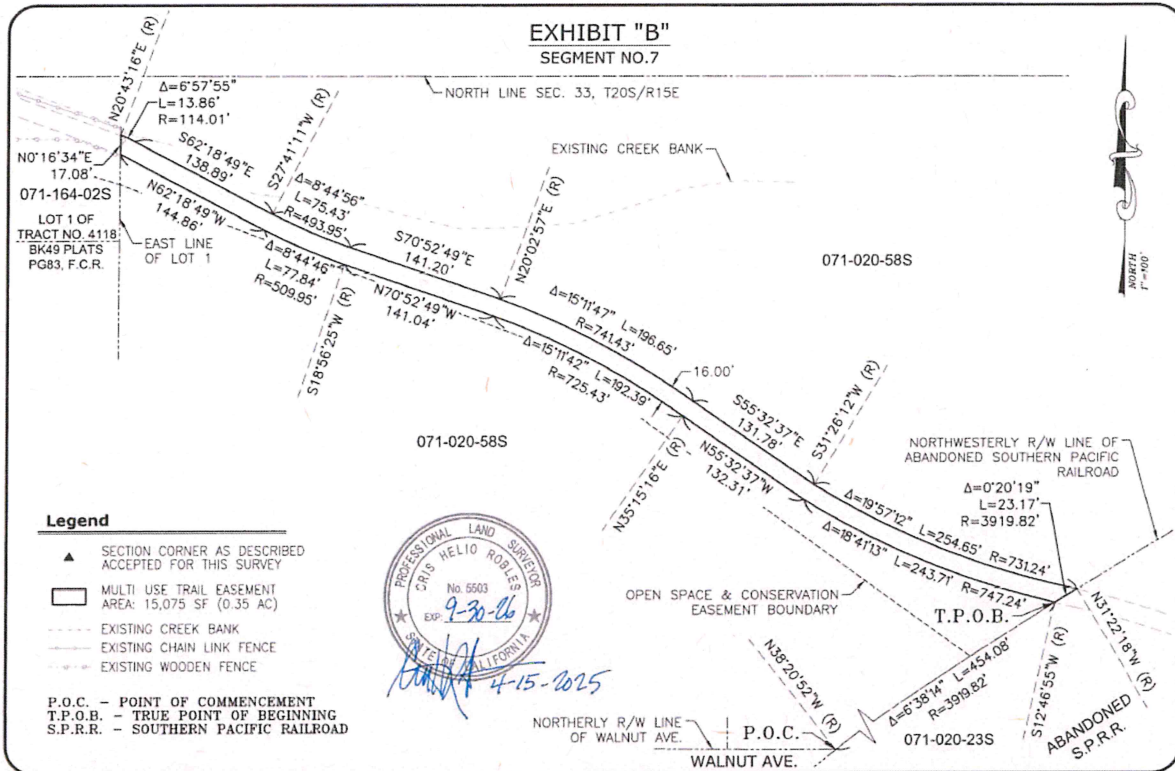 EXHIBIT "B"
SEGMENT NO.7
NORTH LINE SEC. 33, T20S/R15E
N20°43'16"E (R)
Δ=6°57'55"
L=13.86'
R=114.01'
S62°18'49"E
138.89'
S27°41'11"W (R)
EXISTING CREEK BANK
N0°16'34"E
17.08'
071-164-02S
LOT 1 OF
TRACT NO. 4118
BK49 PLATS
PG83, F.C.R.
N62°18'49"W
144.86'
EAST LINE
OF LOT 1
Δ=8°44'56"
L=75.43'
R=493.95'
Δ=8°44'46"
L=77.84'
R=509.95'
S70°52'49"E
141.20'
N20°02'57"E (R)
N70°52'49"W
141.04'
S18°56'25"W (R)
071-020-58S
NORTH
1"=100'
Δ=15°11'47" L=196.65'
R=741.43'
Δ=15°11'42" L=192.39'
R=725.43'
16.00'
S55°32'37"E
131.78'
S31°26'12"W (R)
071-020-58S
N35°15'16"E (R)
N55°32'37"W
132.31'
NORTHWESTERLY R/W LINE OF
ABANDONED SOUTHERN PACIFIC
RAILROAD
Δ=0°20'19"
L=23.17'
R=3919.82'
Δ=19°57'12" L=254.65' R=731.24'
Δ=18°41'13" L=243.71' R=747.24'
OPEN SPACE & CONSERVATION
EASEMENT BOUNDARY
T.P.O.B.
N31°22'18"W (R)
S12°46'55"W (R)
N38°20'52"W (R)
Δ=6°38'14" L=454.08'
R=3919.82'
NORTHERLY R/W LINE
OF WALNUT AVE.
P.O.C.
WALNUT AVE.
071-020-23S
ABANDONED
S.P.R.R.
Legend
SECTION CORNER AS DESCRIBED
ACCEPTED FOR THIS SURVEY
MULTI USE TRAIL EASEMENT
AREA: 15,075 SF (0.35 AC)
EXISTING CREEK BANK
EXISTING CHAIN LINK FENCE
EXISTING WOODEN FENCE
P.O.C. - POINT OF COMMENCEMENT
T.P.O.B. - TRUE POINT OF BEGINNING
S.P.R.R. - SOUTHERN PACIFIC RAILROAD
PROFESSIONAL LAND SURVEYOR
CRIS HELIO ROBLES
No. 5503
EXP. 9-30-26
STATE OF CALIFORNIA
4-15-2025